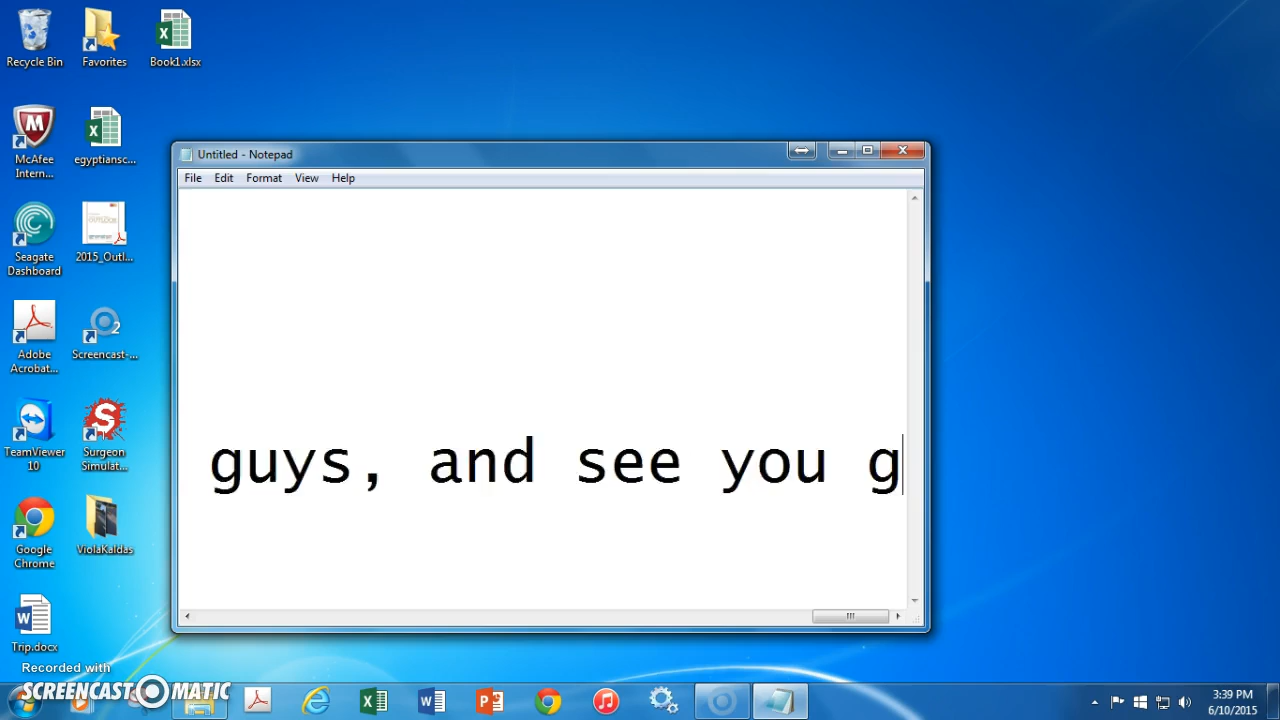 Recycle Bin
Favorites
Book1.xlsx
McAfee
Intern...
egyptiansc...
Seagate
Dashboard
2015_Outl...
Adobe
Acrobat...
2
Screencast-...
TeamViewer
10
S
Surgeon
Simulat...
Google
Chrome
ViolaKaldas
Trip.docx
Untitled - Notepad
File Edit Format View Help
guys, and see you g
Recorded with
SCREENCAST MATIC
3:39 PM
6/10/2015